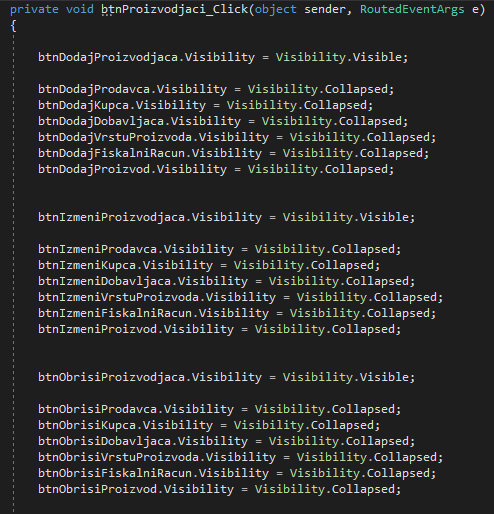 private void btnProizvodjaci_Click(object sender, RoutedEventArgs e)
{
btnDodajProizvodjaca.Visibility = Visibility.Visible;
btnDodajProdavca.Visibility = Visibility.Collapsed;
btnDodajKupca.Visibility = Visibility.Collapsed;
btnDodajDobavljaca.Visibility = Visibility.Collapsed;
btnDodajVrstuProizvoda.Visibility = Visibility.Collapsed;
btnDodajFiskalniRacun.Visibility = Visibility.Collapsed;
btnDodajProizvod.Visibility = Visibility.Collapsed;
btnIzmeniProizvodjaca.Visibility = Visibility.Visible;
btnIzmeniProdavca.Visibility = Visibility.Collapsed;
btnIzmeniKupca.Visibility = Visibility.Collapsed;
btnIzmeniDobavljaca.Visibility = Visibility.Collapsed;
btnIzmeniVrstuProizvoda.Visibility = Visibility.Collapsed;
btnIzmeniFiskalniRacun.Visibility = Visibility.Collapsed;
btnIzmeniProizvod.Visibility = Visibility.Collapsed;
btnObrisiProizvodjaca.Visibility = Visibility.Visible;
btnObrisiProdavca.Visibility = Visibility.Collapsed;
btnObrisiKupca.Visibility = Visibility.Collapsed;
btnObrisiDobavljaca.Visibility = Visibility.Collapsed;
btnObrisiVrstuProizvoda.Visibility = Visibility.Collapsed;
btnObrisiFiskalniRacun.Visibility = Visibility.Collapsed;
btnObrisiProizvod.Visibility = Visibility.Collapsed;